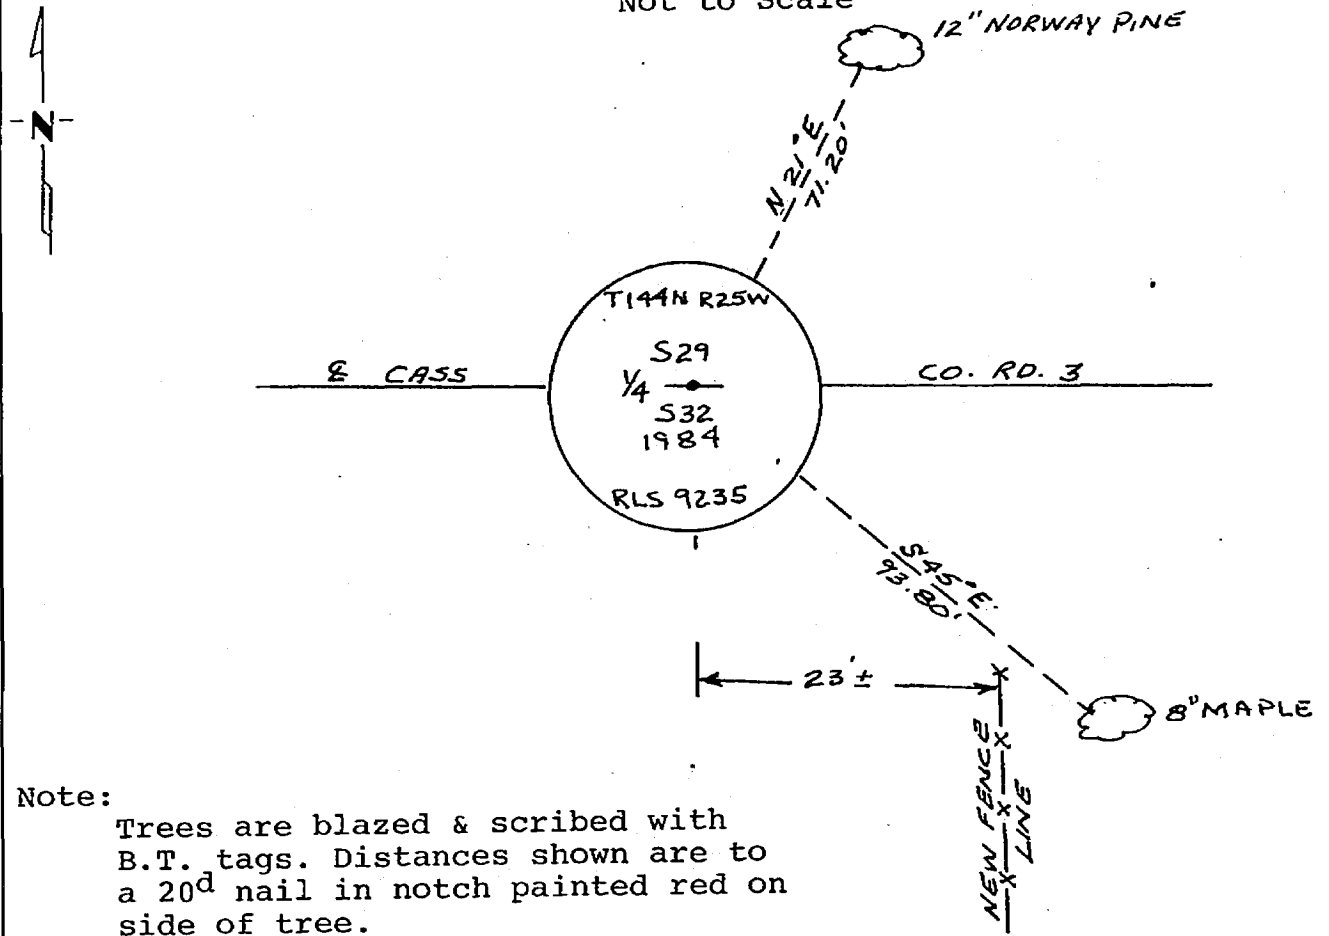 Not to Scale
12" NORWAY PINE
N
N 21° E
71.20'
T144N R25W
S29
℄ CASS
CO. RD. 3
1/4
S32
1984
RLS 9235
S 45° E
93.80'
23'±
8" MAPLE
NEW FENCE
LINE
Note:
Trees are blazed & scribed with
B.T. tags. Distances shown are to
a 20d nail in notch painted red on
side of tree.